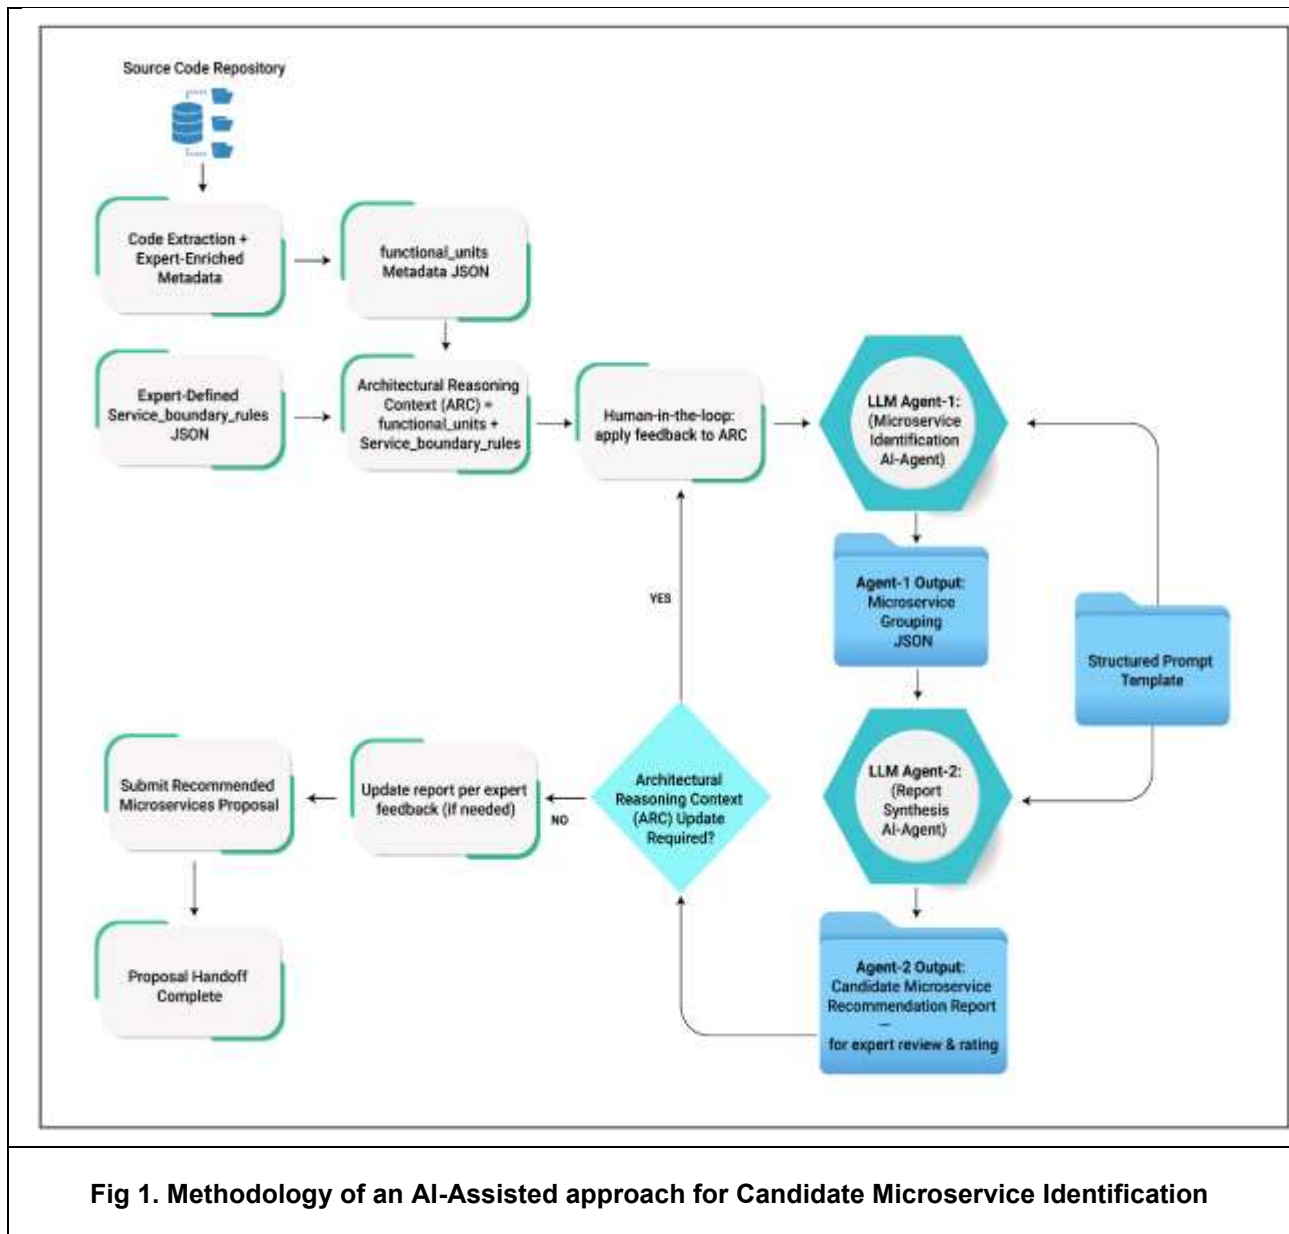 Source Code Repository
Code Extraction +
Expert-Enriched
Metadata
functional_units
Metadata JSON
Expert-Defined
Service_boundary_rules
JSON
Architectural Reasoning
Context (ARC) =
functional_units +
Service_boundary_rules
Human-in-the-loop:
apply feedback to ARC
LLM Agent-1:
(Microservice
Identification
AI-Agent)
Agent-1 Output:
Microservice
Grouping
JSON
Structured Prompt
Template
LLM Agent-2:
(Report
Synthesis
AI-Agent)
Agent-2 Output:
Candidate Microservice
Recommendation Report
—
for expert review & rating
Architectural
Reasoning Context
(ARC) Update
Required?
YES
NO
Update report per expert
feedback (if needed)
Submit Recommended
Microservices Proposal
Proposal Handoff
Complete
Fig 1. Methodology of an AI-Assisted approach for Candidate Microservice Identification